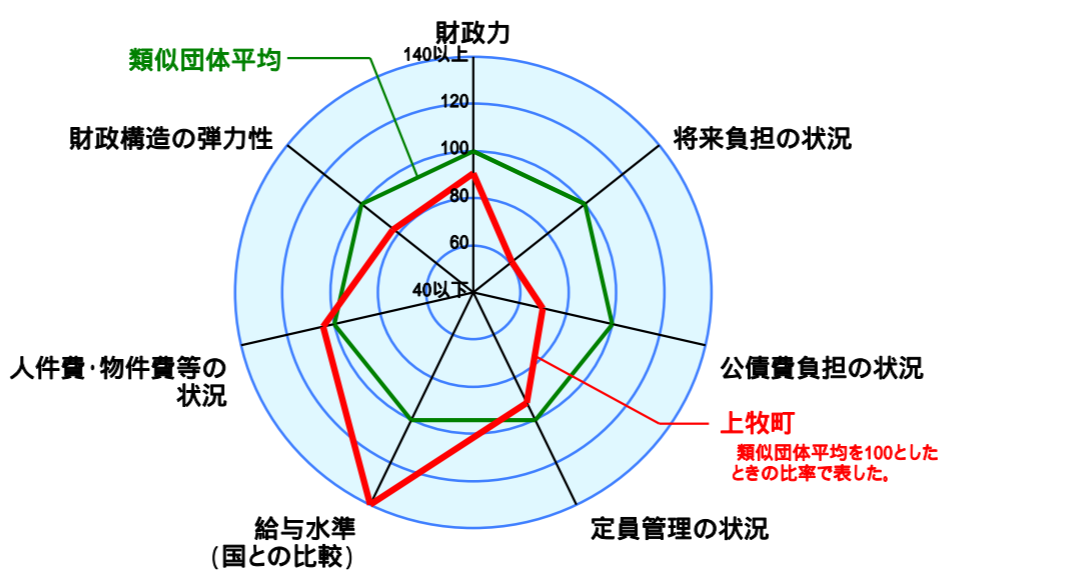 財政力
140以上
類似団体平均
120
財政構造の弾力性
将来負担の状況
100
80
60
40以下
人件費・物件費等の
状況
公債費負担の状況
上牧町
類似団体平均を100とした
ときの比率で表した。
給与水準
(国との比較)
定員管理の状況